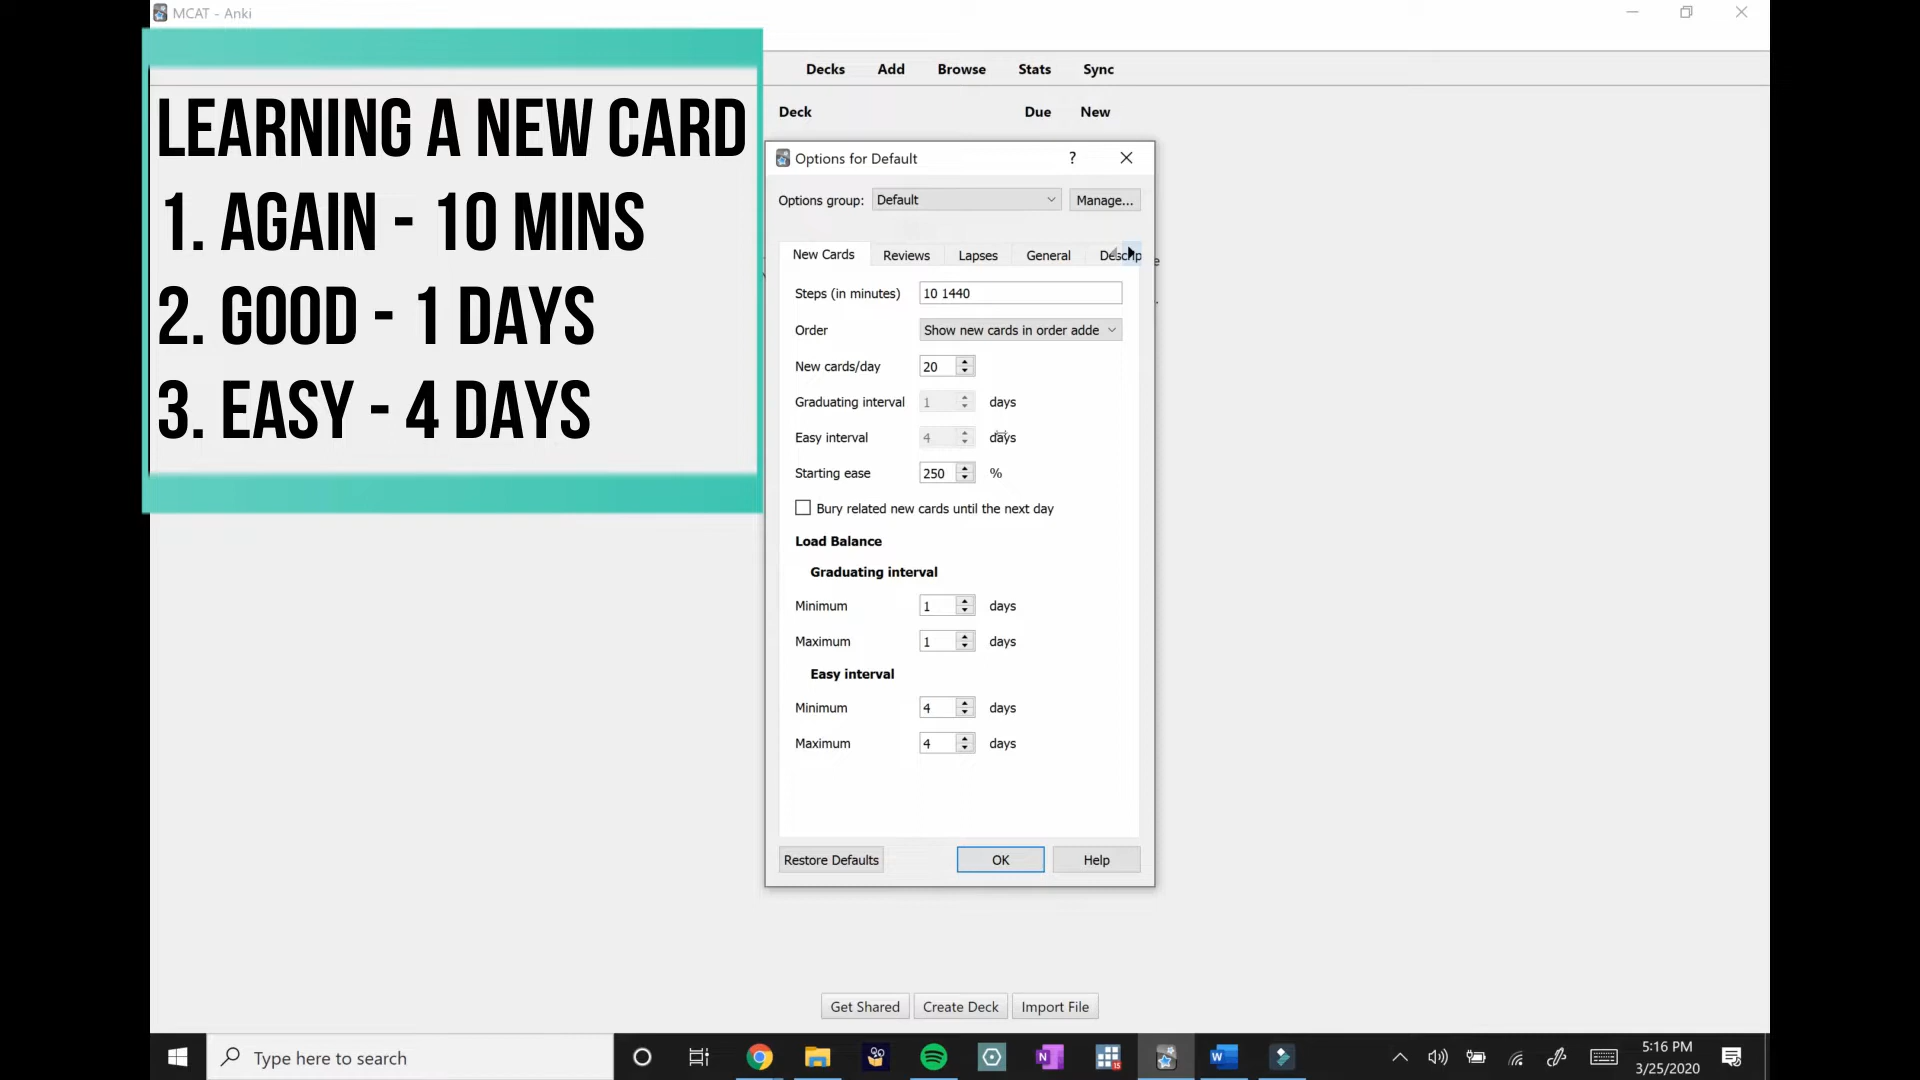 MCAT - Anki
LEARNING A NEW CARD
1. AGAIN - 10 MINS
2. GOOD - 1 DAYS
3. EASY - 4 DAYS
Decks Add Browse Stats Sync
Deck Due New
Options for Default ?
Options group: Default Manage...
New Cards Reviews Lapses General Descrip
Steps (in minutes) 10 1440
Order Show new cards in order adde
New cards/day 20
Graduating interval 1 days
Easy interval 4 days
Starting ease 250 %
Bury related new cards until the next day
Load Balance
Graduating interval
Minimum 1 days
Maximum 1 days
Easy interval
Minimum 4 days
Maximum 4 days
Restore Defaults OK Help
Get Shared Create Deck Import File
Type here to search
5:16 PM
3/25/2020